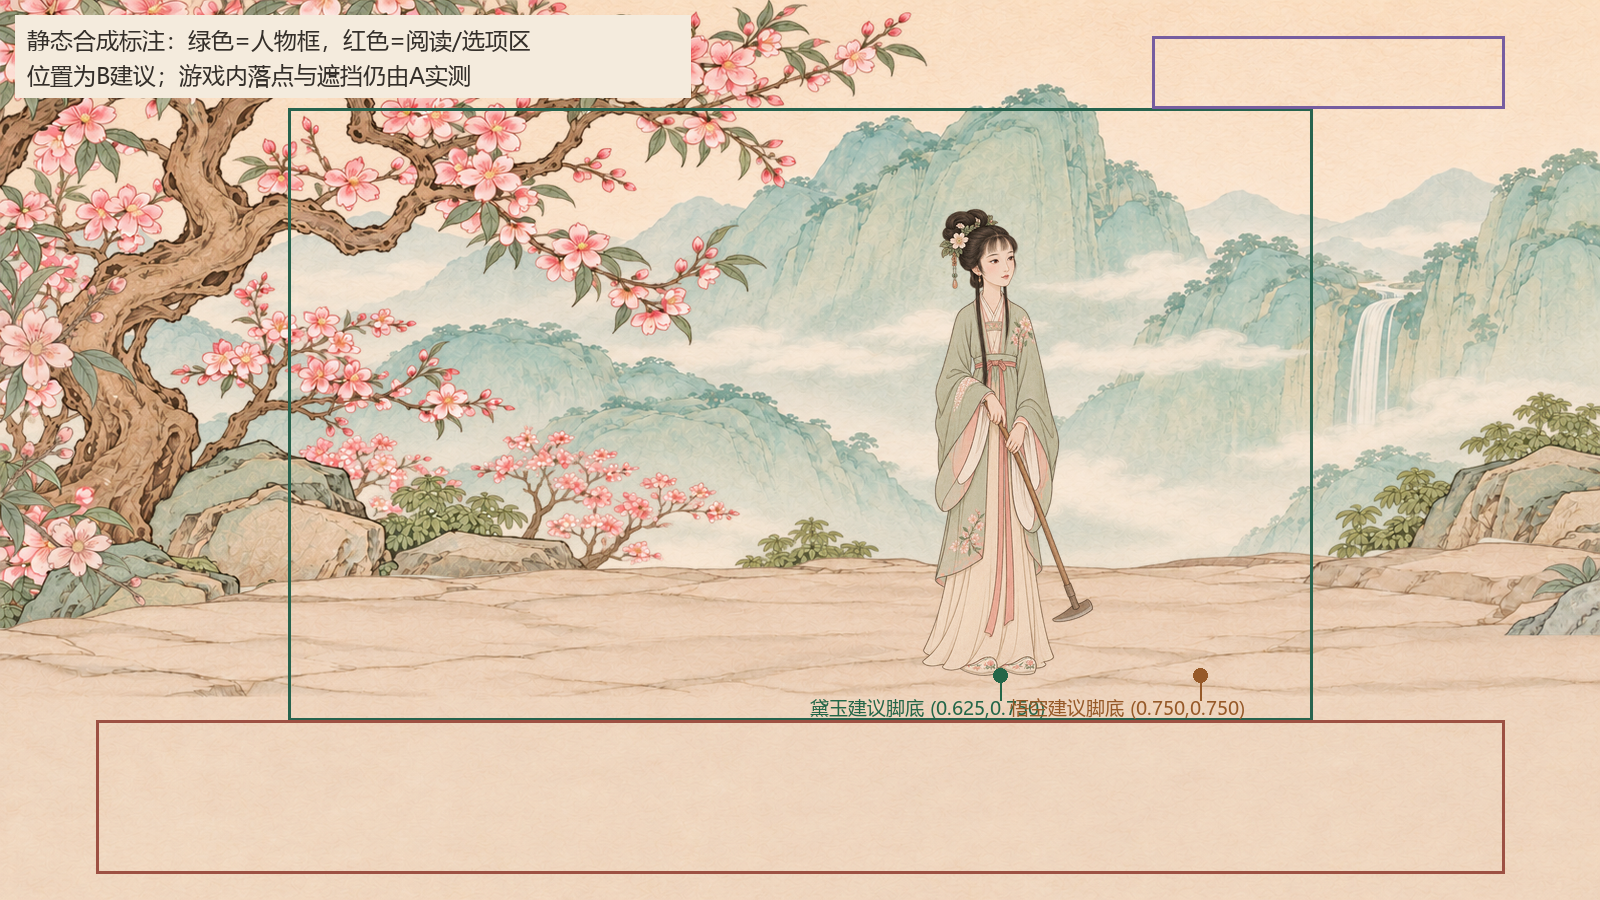 静态合成标注：绿色=人物框，红色=阅读/选项区
位置为B建议；游戏内落点与遮挡仍由A实测
黛玉建议脚底 (0.625,0.750)
悟空建议脚底 (0.750,0.750)